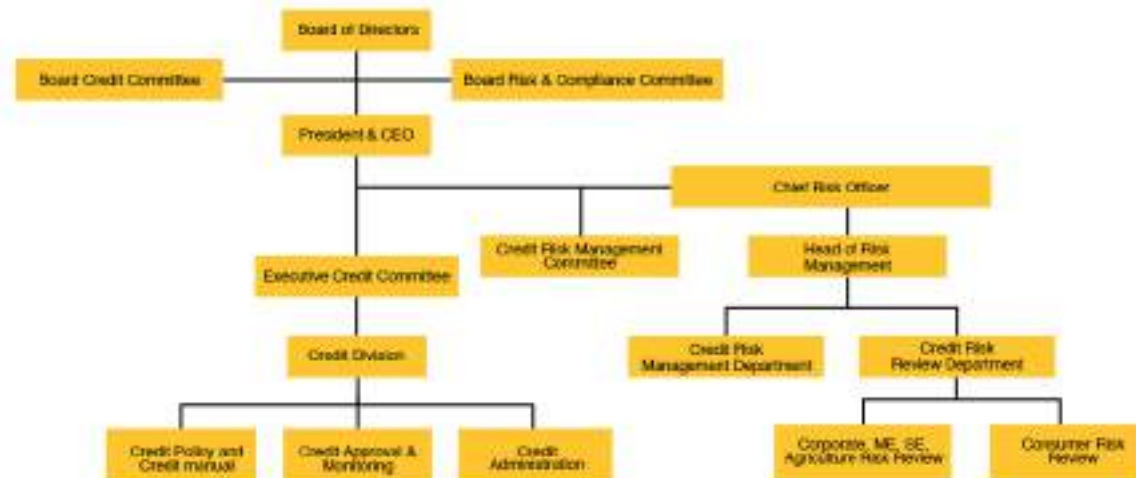 Board of Directors
Board Credit Committee
Board Risk & Compliance Committee
President & CEO
Chief Risk Officer
Credit Risk Management
Committee
Head of Risk
Management
Executive Credit Committee
Credit Division
Credit Risk
Management Department
Credit Risk
Review Department
Credit Policy and
Credit manual
Credit Approval &
Monitoring
Credit
Administration
Corporate, ME, SE,
Agriculture Risk Review
Consumer Risk
Review